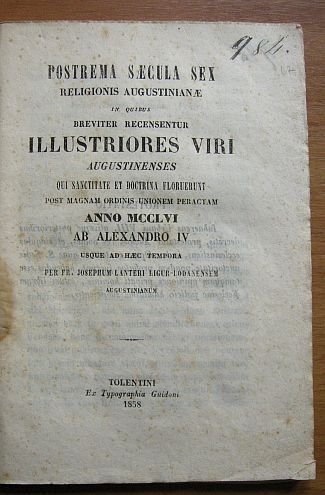 984.
POSTREMA SÆCULA SEX
RELIGIONIS AUGUSTINIANÆ
IN QUIBUS
BREVITER RECENSENTUR
ILLUSTRIORES VIRI
AUGUSTINENSES
QUI SANCTITATE ET DOCTRINA FLORUERUNT
POST MAGNAM ORDINIS UNIONEM PERACTAM
ANNO MCCLVI
AB ALEXANDRO IV
USQUE AD HÆC TEMPORA
PER FR. JOSEPHUM LANTERI LIGUR-LODANENSEM
AUGUSTINIANUM
TOLENTINI
Ex Typographia Guidoni
1858